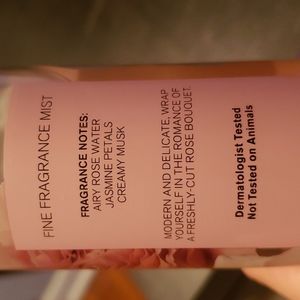 FINE FRAGRANCE MIST
FRAGRANCE NOTES:
AIRY ROSE WATER
JASMINE PETALS
CREAMY MUSK
MODERN AND DELICATE, WRAP
YOURSELF IN THE ROMANCE OF
A FRESHLY-CUT ROSE BOUQUET.
Dermatologist Tested
Not Tested on Animals